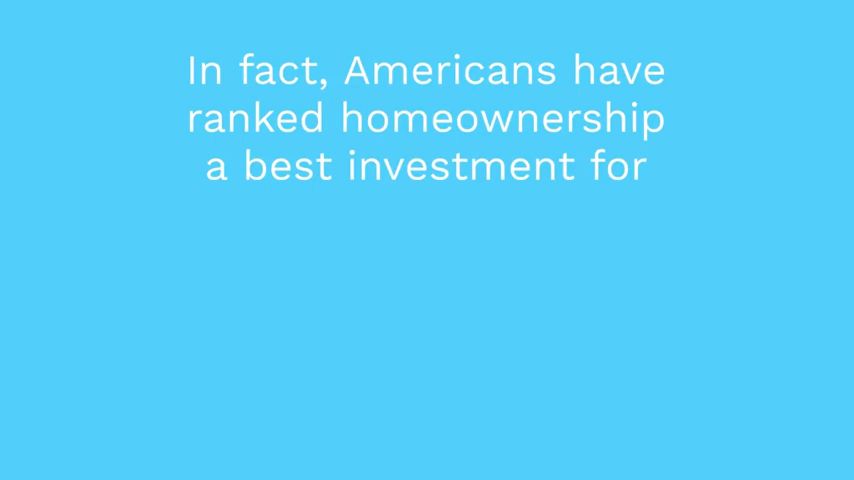 In fact, Americans have
ranked homeownership
a best investment for